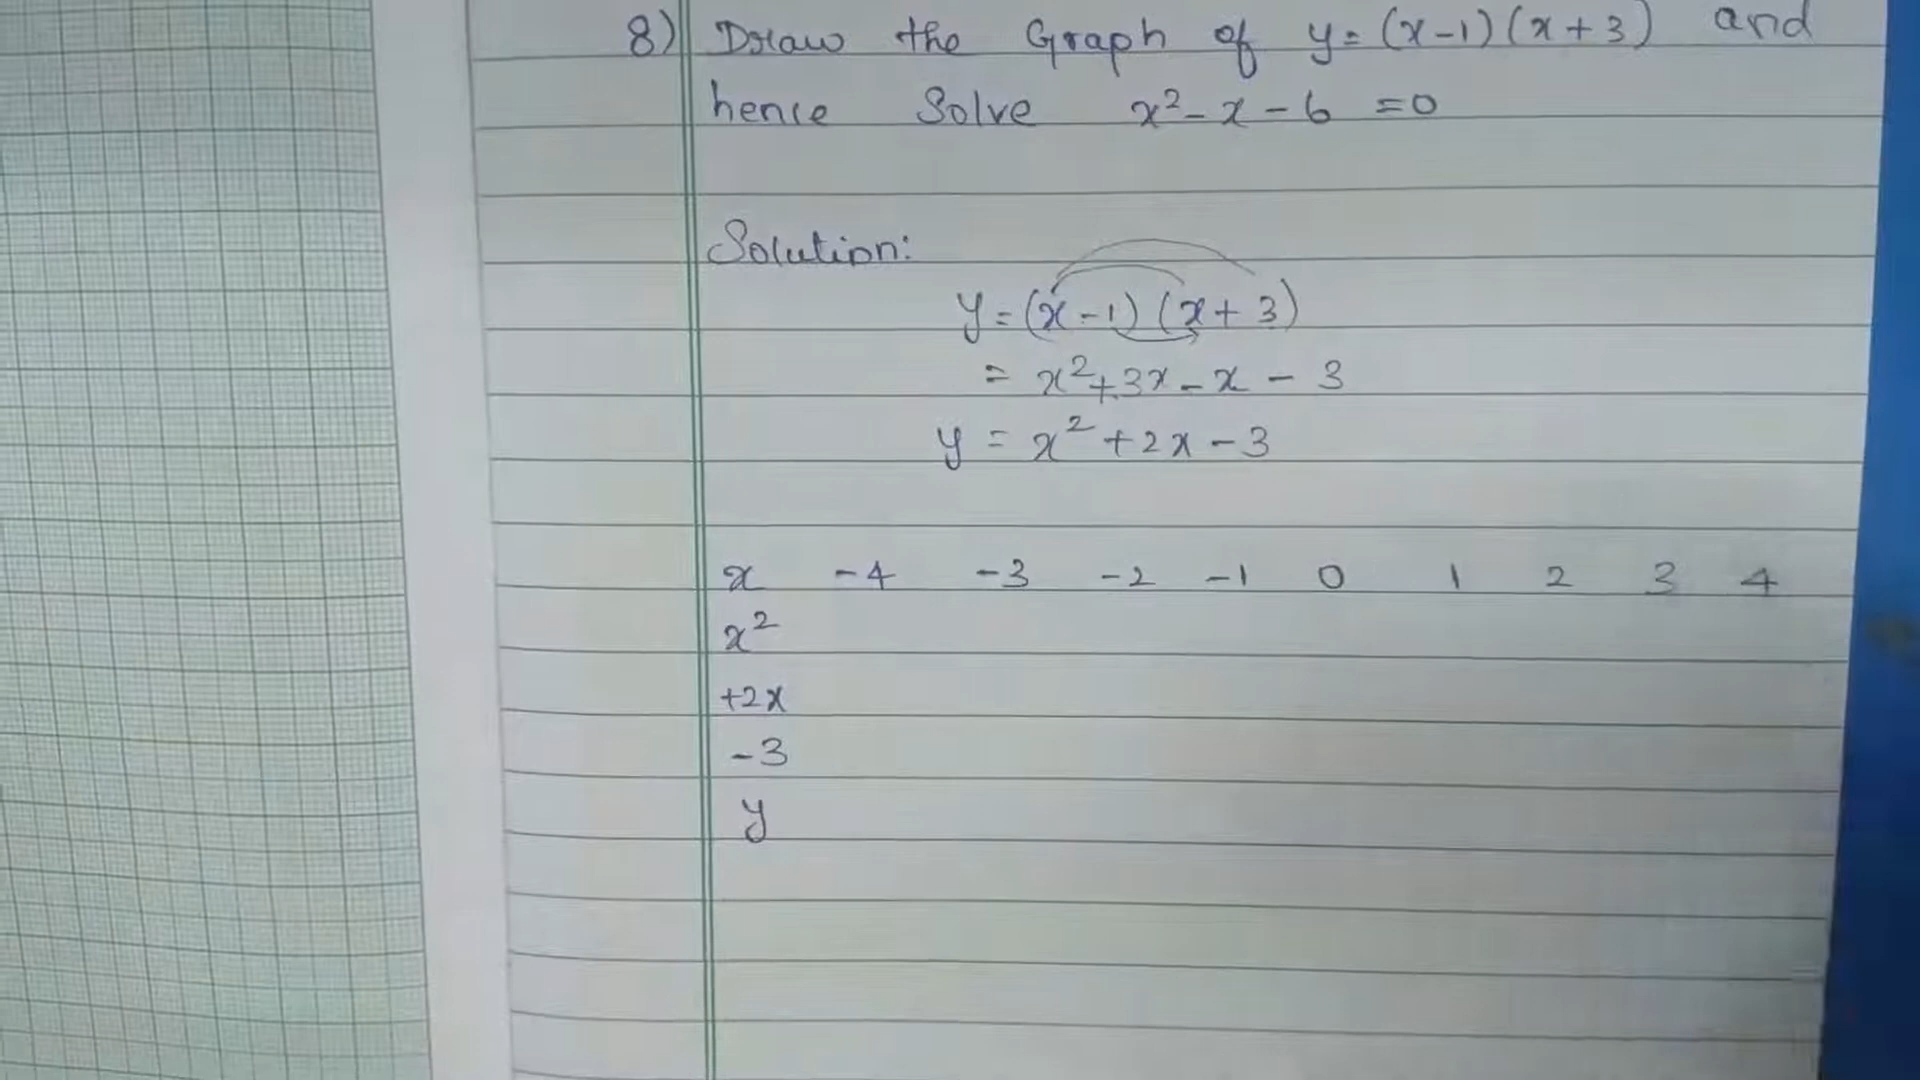 8) Draw the Graph of y = (x-1)(x+3) and
hence Solve x² - x - 6 = 0
Solution:
y = (x-1)(x+3)
= x²+3x-x-3
y = x²+2x-3
x -4 -3 -2 -1 0 1 2 3 4
x²
+2x
-3
y